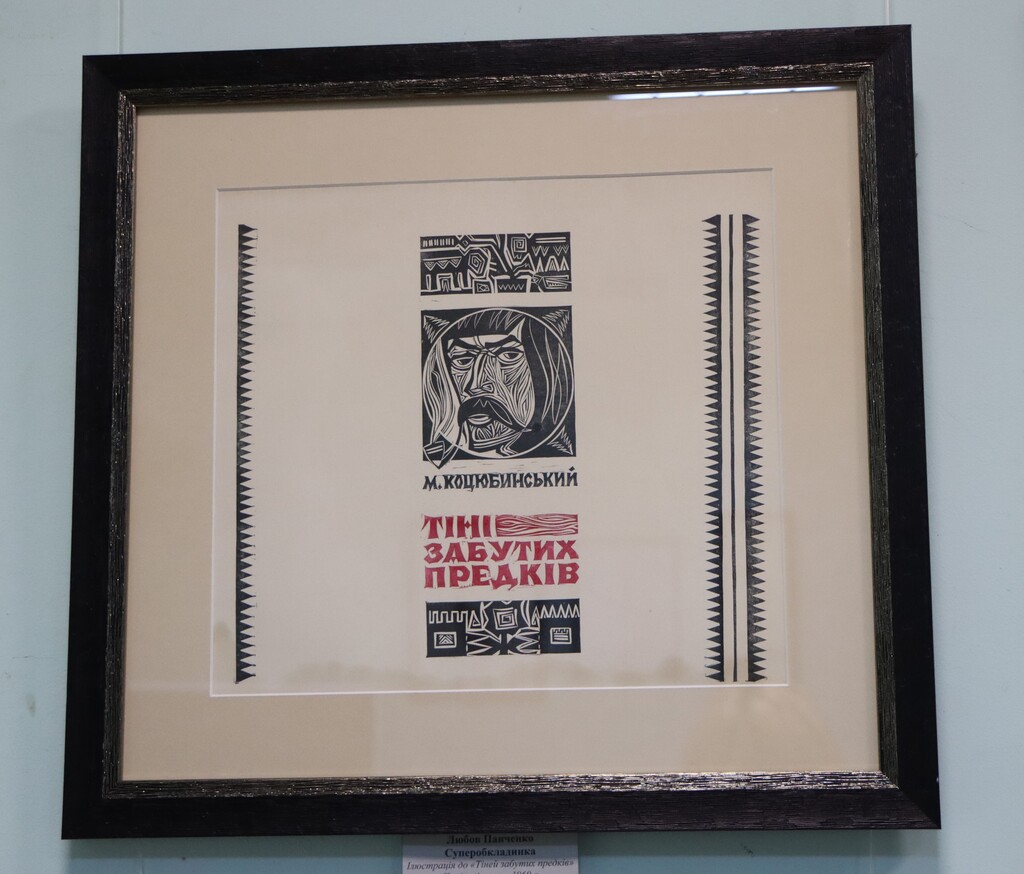 М. КОЦЮБИНСЬКИЙ
ТІНІ
ЗАБУТИХ
ПРЕДКІВ
Любов Панченко
Суперобкладинка
Ілюстрація до «Тіней забутих предків»